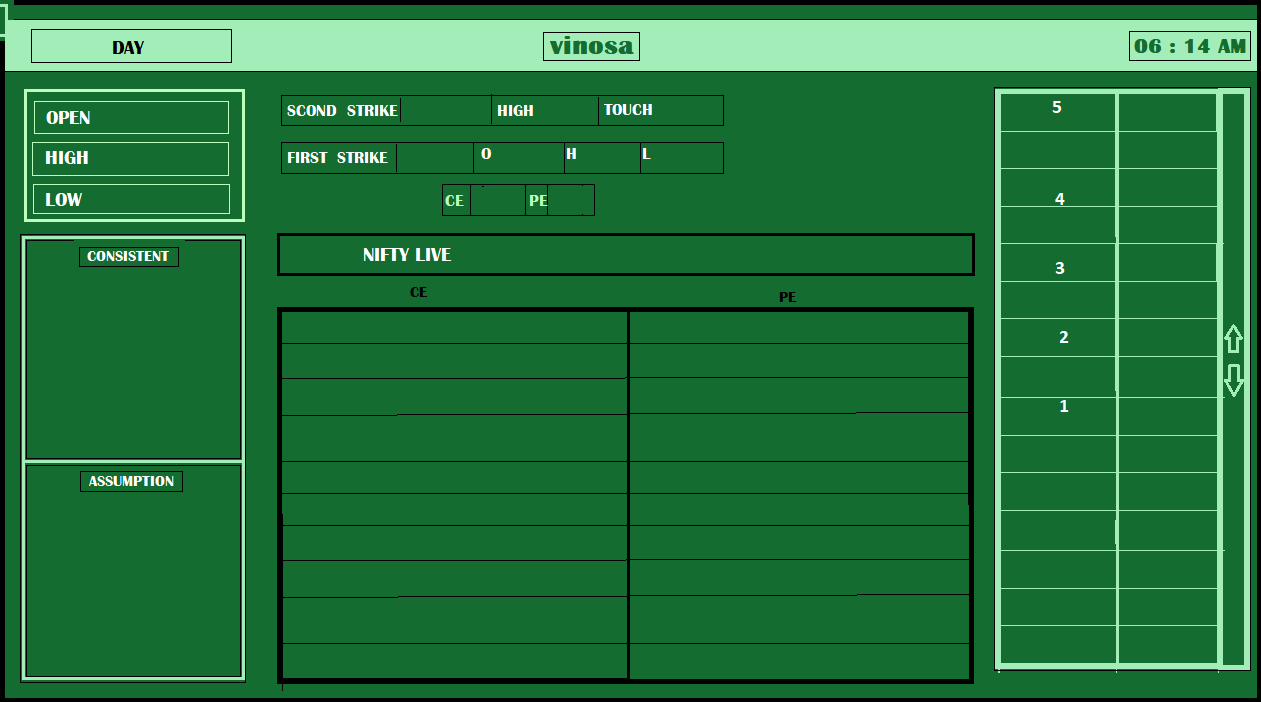 DAY
vinosa
06 : 14 AM
OPEN
HIGH
LOW
SCOND STRIKE HIGH TOUCH
FIRST STRIKE O H L
CE PE
CONSISTENT
NIFTY LIVE
CE PE
ASSUMPTION
5
4
3
2
1